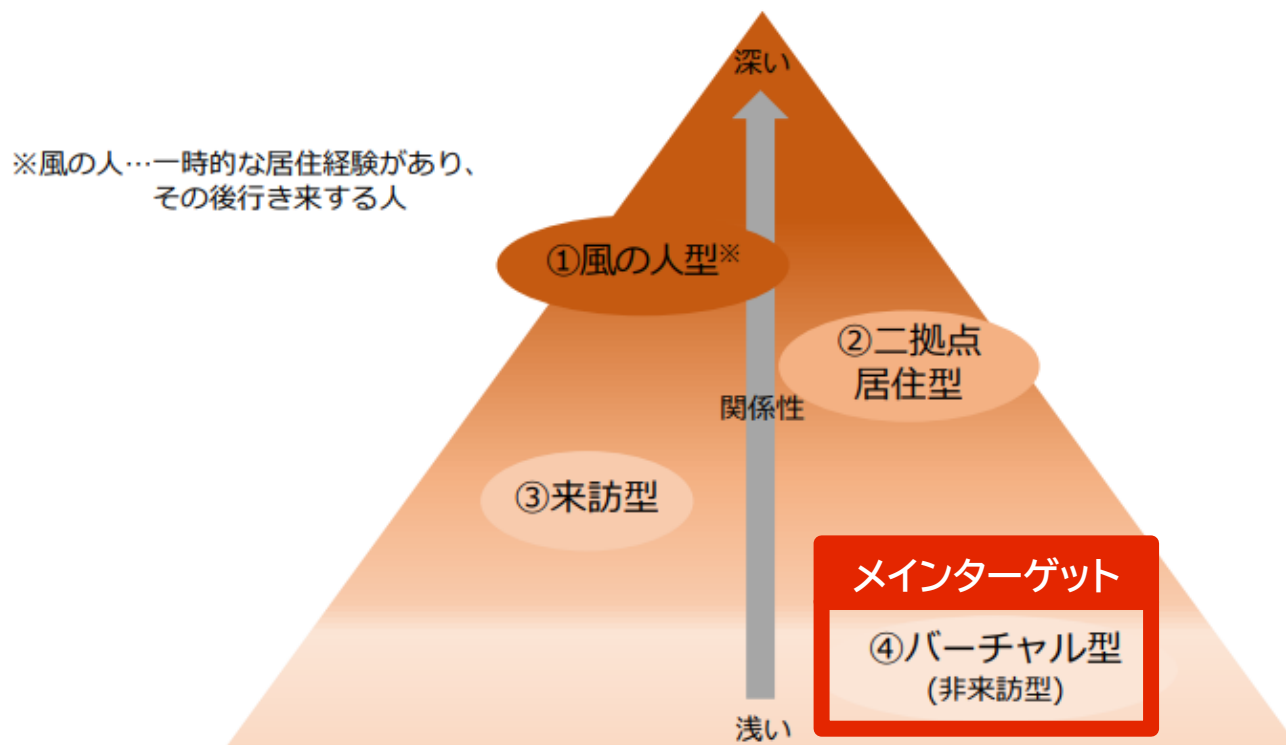 深い
※風の人…一時的な居住経験があり、
その後行き来する人
①風の人型※
②二拠点
居住型
関係性
③来訪型
メインターゲット
④バーチャル型
(非来訪型)
浅い